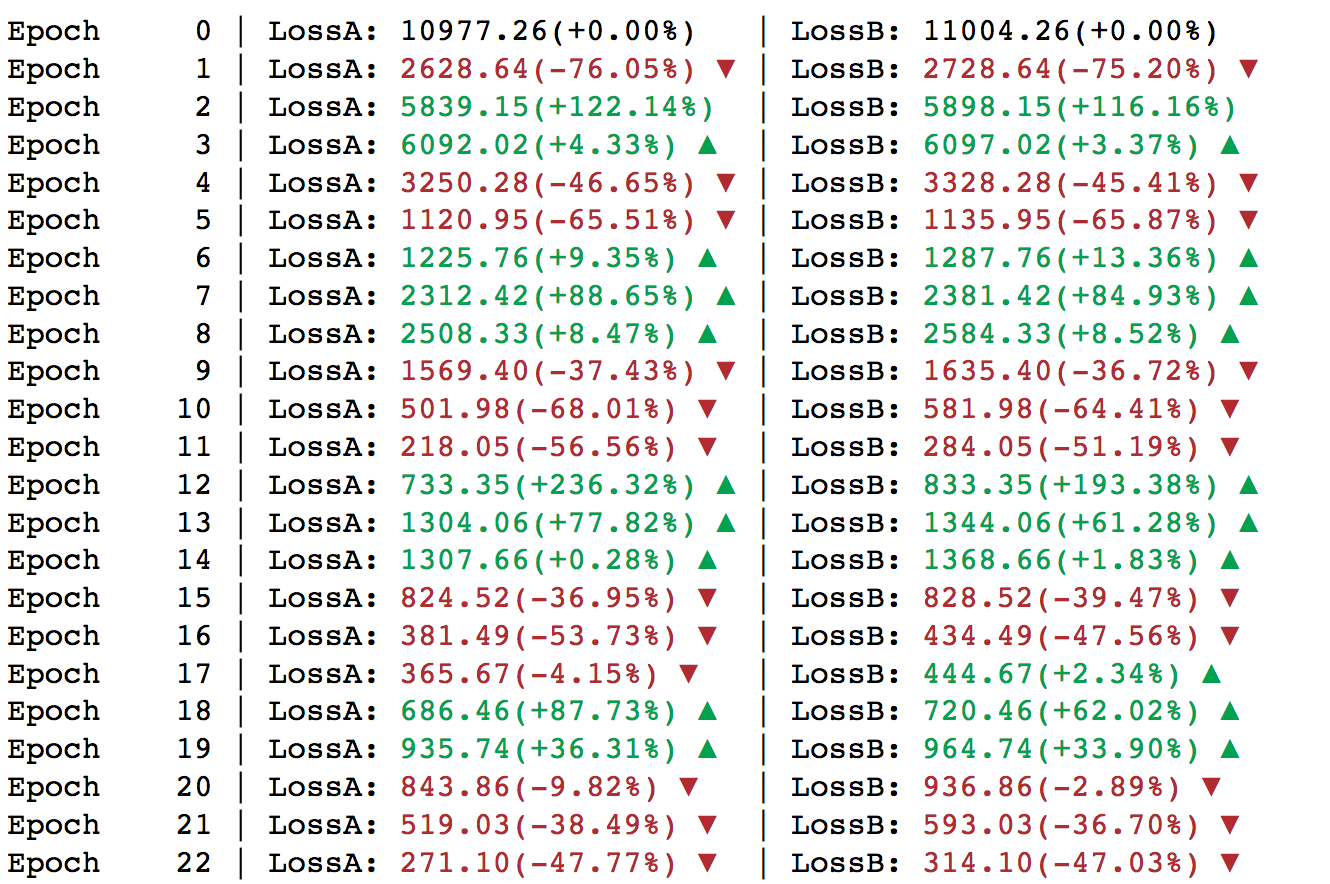 Epoch 0 | LossA: 10977.26(+0.00%) | LossB: 11004.26(+0.00%)
Epoch 1 | LossA: 2628.64(-76.05%) ▼ | LossB: 2728.64(-75.20%) ▼
Epoch 2 | LossA: 5839.15(+122.14%) | LossB: 5898.15(+116.16%)
Epoch 3 | LossA: 6092.02(+4.33%) ▲ | LossB: 6097.02(+3.37%) ▲
Epoch 4 | LossA: 3250.28(-46.65%) ▼ | LossB: 3328.28(-45.41%) ▼
Epoch 5 | LossA: 1120.95(-65.51%) ▼ | LossB: 1135.95(-65.87%) ▼
Epoch 6 | LossA: 1225.76(+9.35%) ▲ | LossB: 1287.76(+13.36%) ▲
Epoch 7 | LossA: 2312.42(+88.65%) ▲ | LossB: 2381.42(+84.93%) ▲
Epoch 8 | LossA: 2508.33(+8.47%) ▲ | LossB: 2584.33(+8.52%) ▲
Epoch 9 | LossA: 1569.40(-37.43%) ▼ | LossB: 1635.40(-36.72%) ▼
Epoch 10 | LossA: 501.98(-68.01%) ▼ | LossB: 581.98(-64.41%) ▼
Epoch 11 | LossA: 218.05(-56.56%) ▼ | LossB: 284.05(-51.19%) ▼
Epoch 12 | LossA: 733.35(+236.32%) ▲ | LossB: 833.35(+193.38%) ▲
Epoch 13 | LossA: 1304.06(+77.82%) ▲ | LossB: 1344.06(+61.28%) ▲
Epoch 14 | LossA: 1307.66(+0.28%) ▲ | LossB: 1368.66(+1.83%) ▲
Epoch 15 | LossA: 824.52(-36.95%) ▼ | LossB: 828.52(-39.47%) ▼
Epoch 16 | LossA: 381.49(-53.73%) ▼ | LossB: 434.49(-47.56%) ▼
Epoch 17 | LossA: 365.67(-4.15%) ▼ | LossB: 444.67(+2.34%) ▲
Epoch 18 | LossA: 686.46(+87.73%) ▲ | LossB: 720.46(+62.02%) ▲
Epoch 19 | LossA: 935.74(+36.31%) ▲ | LossB: 964.74(+33.90%) ▲
Epoch 20 | LossA: 843.86(-9.82%) ▼ | LossB: 936.86(-2.89%) ▼
Epoch 21 | LossA: 519.03(-38.49%) ▼ | LossB: 593.03(-36.70%) ▼
Epoch 22 | LossA: 271.10(-47.77%) ▼ | LossB: 314.10(-47.03%) ▼